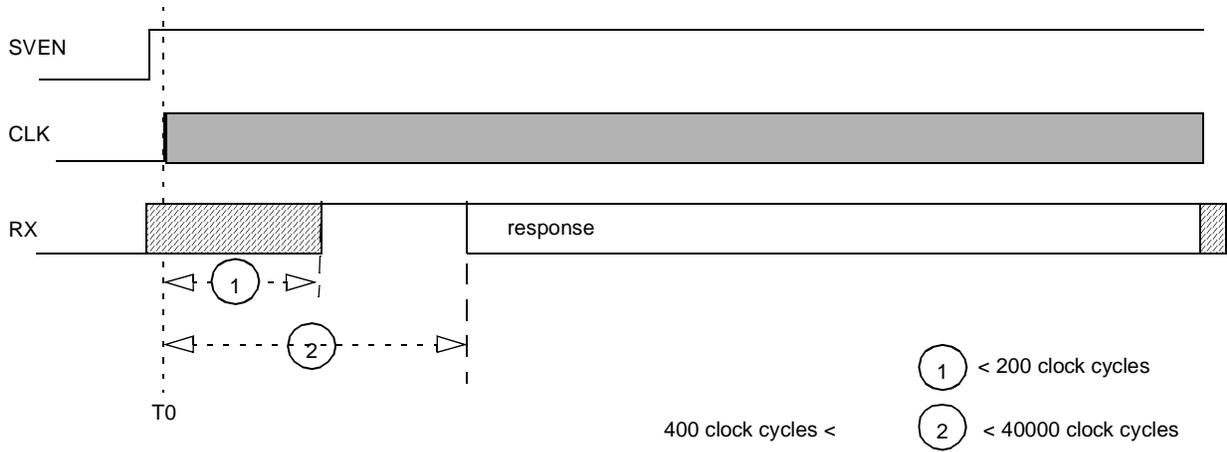 SVEN
CLK
RX
response
1
2
T0
1 < 200 clock cycles
400 clock cycles < 2 < 40000 clock cycles